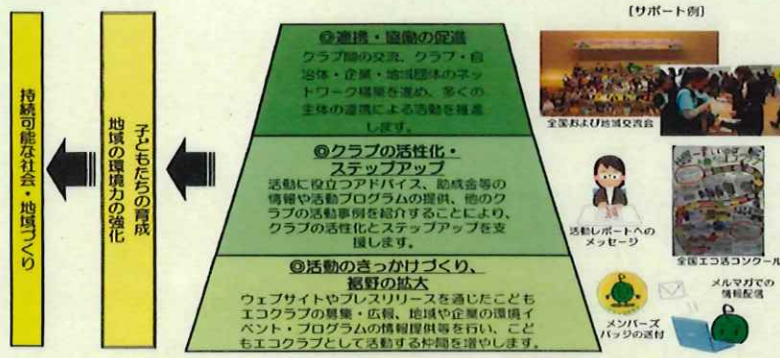 [サポート例]
◎連携・協働の促進
クラブ間の交流、クラブ・自
治体・企業・地域団体のネッ
トワーク構築を進め、多くの
主体の連携による活動を推進
します。
◎クラブの活性化・
ステップアップ
活動に役立つアドバイス、助成金等の
情報や活動プログラムの提供、他のク
ラブの活動事例を紹介することにより、
クラブの活性化とステップアップを支
援します。
◎活動のきっかけづくり、
裾野の拡大
ウェブサイトやプレスリリースを通じたこども
エコクラブの募集・広報、地域や企業の環境イ
ベント・プログラムの情報提供等を行い、こど
もエコクラブとして活動する仲間を増やします。
子どもたちの育成
地域の環境力の強化
持続可能な社会・地域づくり
全国および地域交流会
活動レポートへの
メッセージ
全国エコ活コンクール
メルマガでの
情報配信
メンバーズ
バッジの送付